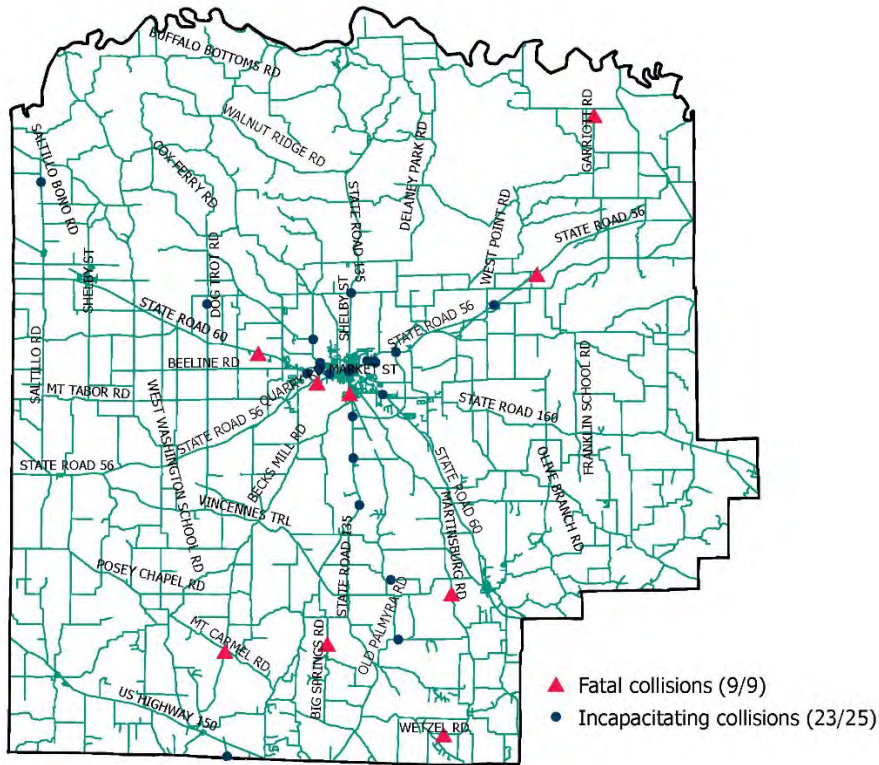 BUFFALO BOTTOMS RD
GARRIOTT RD
WALNUT RIDGE RD
SALTILLO BONO RD
COX FERRY RD
DELANEY PARK RD
STATE ROAD 135
WEST POINT RD
STATE ROAD 56
SHELBY ST
DOG TROT RD
STATE ROAD 60
SHELBY ST
STATE ROAD 56
SALTILLO RD
BEELINE RD
MARKET ST
MT TABOR RD
WEST WASHINGTON SCHOOL RD
QUARRY
STATE ROAD 56
STATE ROAD 160
FRANKLIN SCHOOL RD
STATE ROAD 56
BECKS MILL RD
STATE ROAD 60
OLIVE BRANCH RD
VINCENNES TRL
MARTINSBURG RD
STATE ROAD 135
POSEY CHAPEL RD
OLD PALMYRA RD
MT CARMEL RD
BIG SPRINGS RD
US HIGHWAY 150
WETZEL RD
Fatal collisions (9/9)
Incapacitating collisions (23/25)